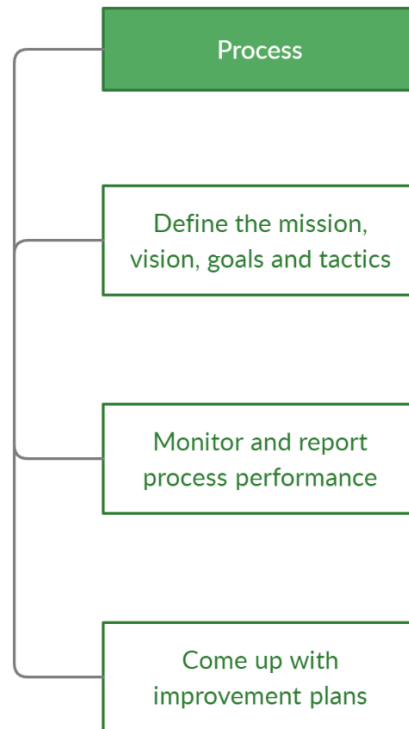 Process
Define the mission,
vision, goals and tactics
Monitor and report
process performance
Come up with
improvement plans